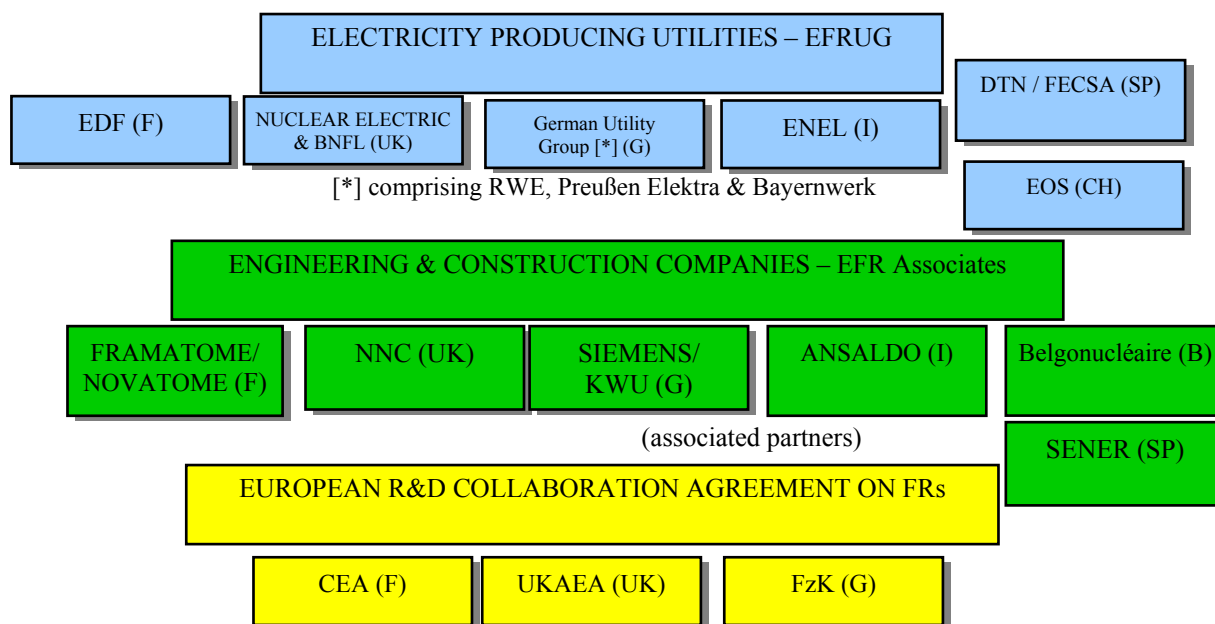 ELECTRICITY PRODUCING UTILITIES – EFRUG
DTN / FECSA (SP)
EDF (F)
NUCLEAR ELECTRIC
& BNFL (UK)
German Utility
Group [*] (G)
ENEL (I)
[*] comprising RWE, Preußen Elektra & Bayernwerk
EOS (CH)
ENGINEERING & CONSTRUCTION COMPANIES – EFR Associates
FRAMATOME/
NOVATOME (F)
NNC (UK)
SIEMENS/
KWU (G)
ANSALDO (I)
Belgonucléaire (B)
(associated partners)
SENER (SP)
EUROPEAN R&D COLLABORATION AGREEMENT ON FRs
CEA (F)
UKAEA (UK)
FzK (G)